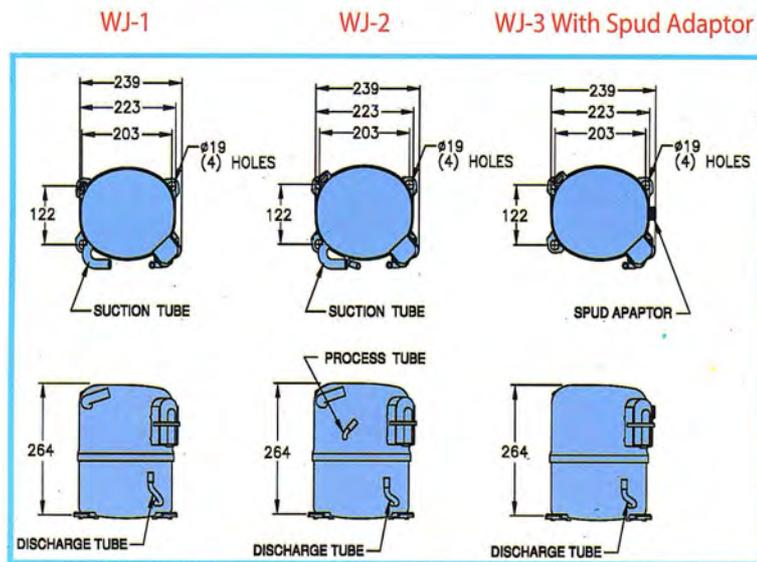 WJ-1
WJ-2
WJ-3 With Spud Adaptor
239
223
203
ø19
(4) HOLES
122
SUCTION TUBE
239
223
203
ø19
(4) HOLES
122
SUCTION TUBE
239
223
203
ø19
(4) HOLES
122
SPUD APAPTOR
264
DISCHARGE TUBE
PROCESS TUBE
264
DISCHARGE TUBE
264
DISCHARGE TUBE